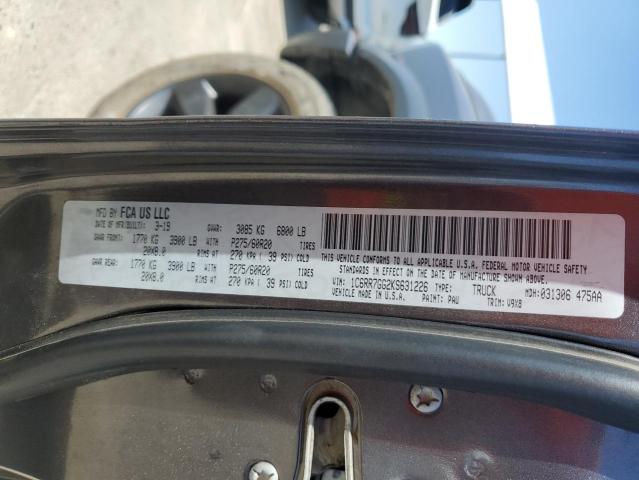 MFD BY FCA US LLC
DATE OF MFR(BUILT): 3-19 GVWR: 3085 KG 6800 LB
GAWR FRONT: 1770 KG 3900 LB WITH P275/60R20 TIRES
20X8.0 RIMS AT 270 KPA ( 39 PSI) COLD
GAWR REAR: 1770 KG 3900 LB WITH P275/60R20 TIRES
20X8.0 RIMS AT 270 KPA ( 39 PSI) COLD
THIS VEHICLE CONFORMS TO ALL APPLICABLE U.S.A. FEDERAL MOTOR VEHICLE SAFETY
STANDARDS IN EFFECT ON THE DATE OF MANUFACTURE SHOWN ABOVE.
VIN: 1C6RR7GG2KS631226 TYPE: TRUCK MDH: 031306 475AA
VEHICLE MADE IN U.S.A. PAINT: PAU TRIM: V9X8